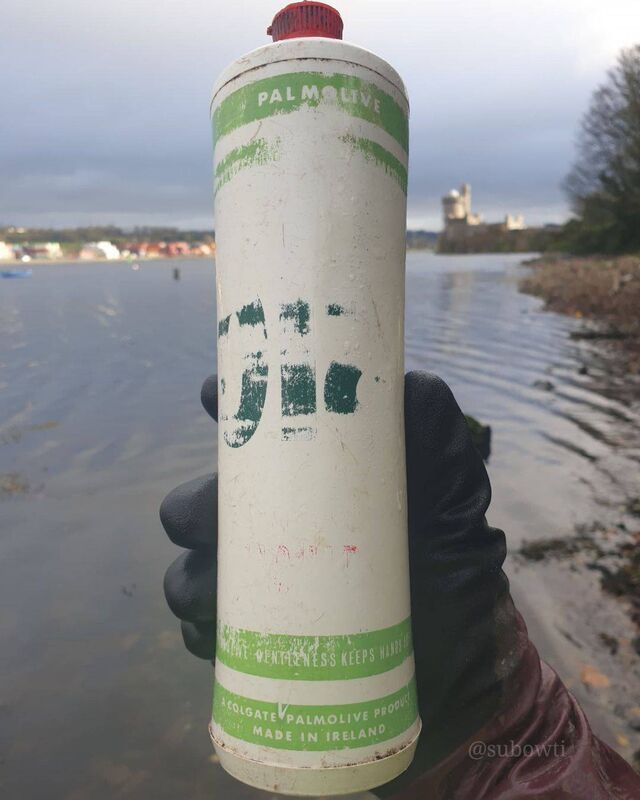 PALMOLIVE
GENTLENESS KEEPS HANDS
A COLGATE PALMOLIVE PRODUCT
MADE IN IRELAND
@subowti